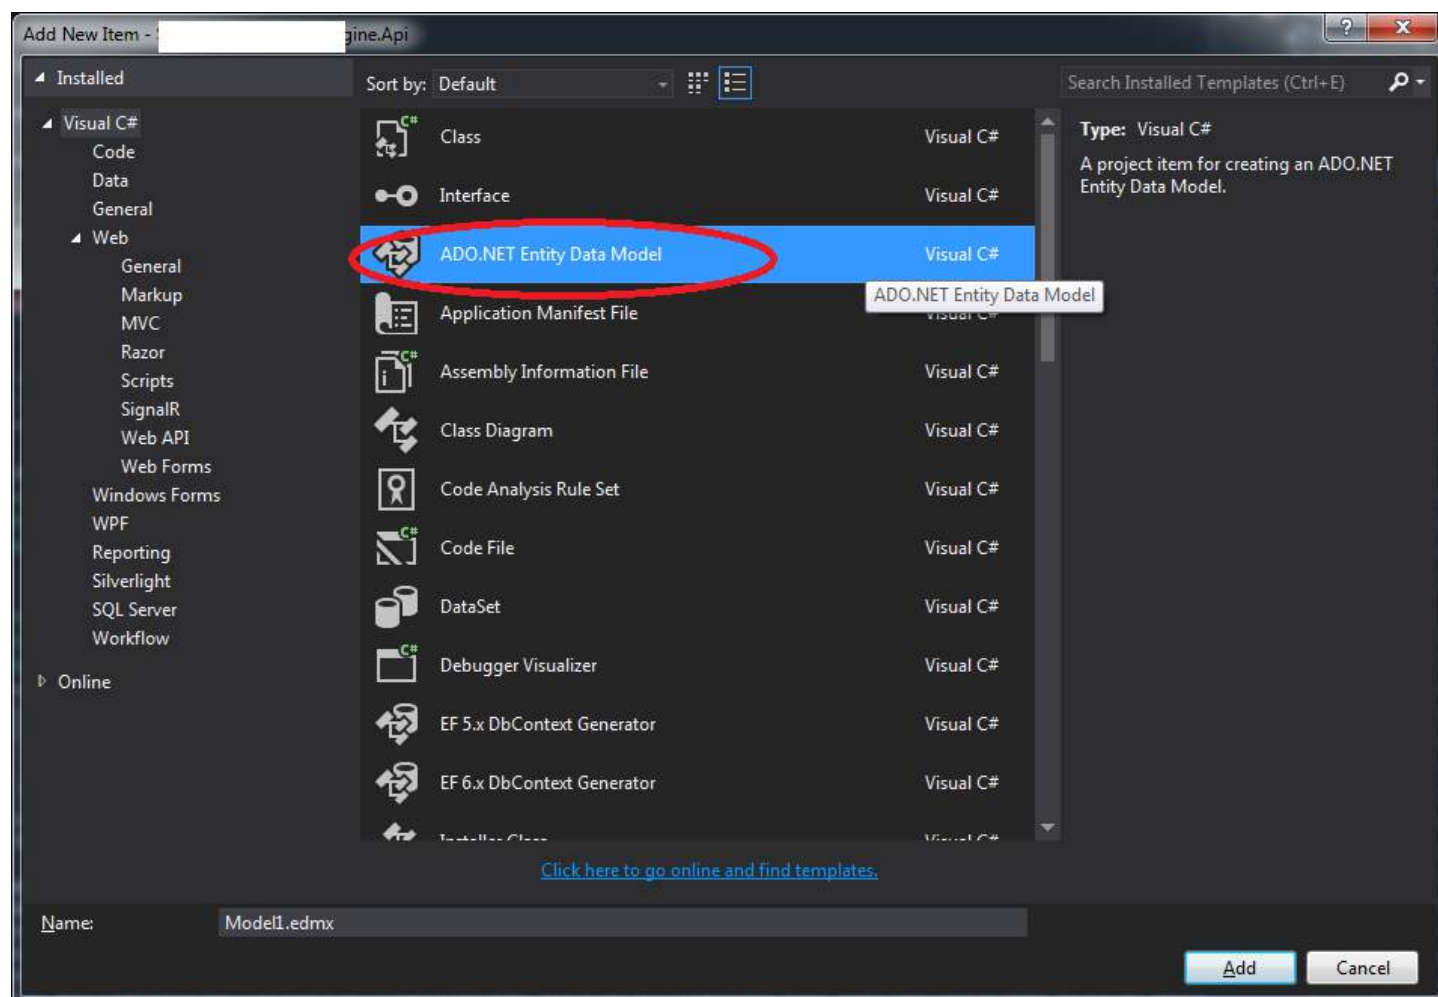 Add New Item - gine.Api
Installed
Visual C#
Code
Data
General
Web
General
Markup
MVC
Razor
Scripts
SignalR
Web API
Web Forms
Windows Forms
WPF
Reporting
Silverlight
SQL Server
Workflow
Online
Sort by: Default
Class Visual C#
Interface Visual C#
ADO.NET Entity Data Model Visual C#
ADO.NET Entity Data Model
Application Manifest File Visual C#
Assembly Information File Visual C#
Class Diagram Visual C#
Code Analysis Rule Set Visual C#
Code File Visual C#
DataSet Visual C#
Debugger Visualizer Visual C#
EF 5.x DbContext Generator Visual C#
EF 6.x DbContext Generator Visual C#
Installer Class Visual C#
Click here to go online and find templates.
Search Installed Templates (Ctrl+E)
Type: Visual C#
A project item for creating an ADO.NET
Entity Data Model.
Name: Model1.edmx
Add Cancel